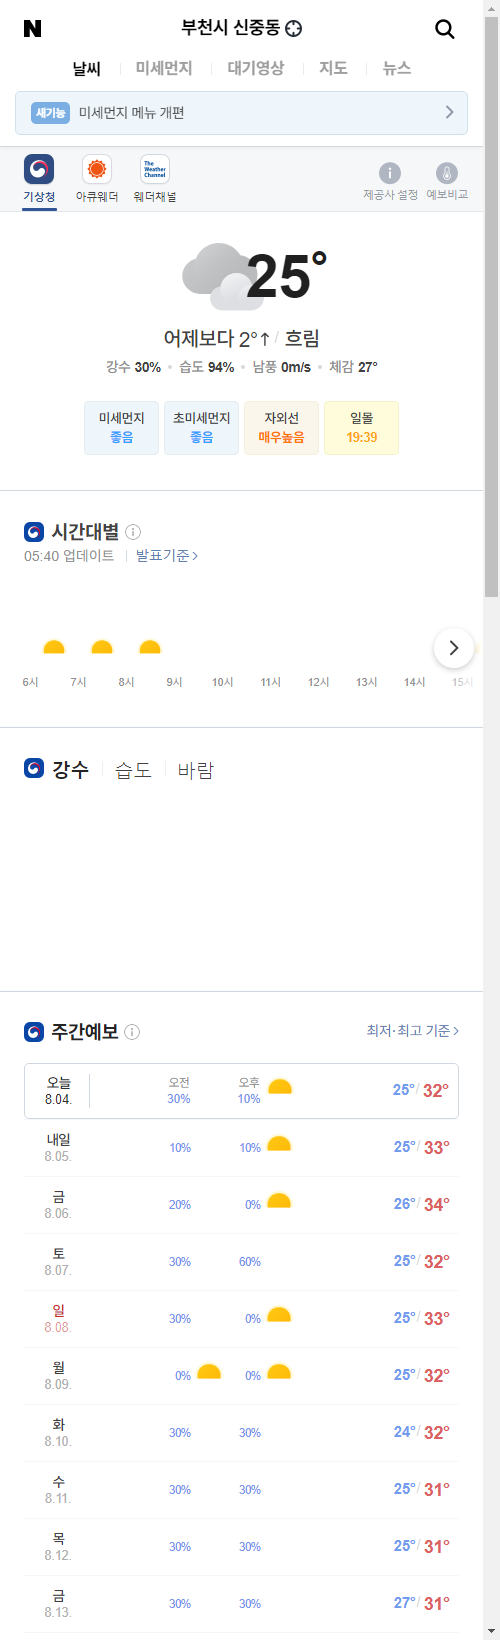 N 부천시 신중동
날씨 미세먼지 대기영상 지도 뉴스
새기능 미세먼지 메뉴 개편
The Weather Channel
기상청 아큐웨더 웨더채널 제공사 설정 예보비교
25°
어제보다 2°↑ / 흐림
강수 30% • 습도 94% • 남풍 0m/s • 체감 27°
미세먼지 초미세먼지 자외선 일몰
좋음 좋음 매우높음 19:39
시간대별
05:40 업데이트 발표기준 >
6시 7시 8시 9시 10시 11시 12시 13시 14시 15시
강수 습도 바람
주간예보 최저·최고 기준 >
오늘 오전 오후
8.04. 30% 10% 25° / 32°
내일
8.05. 10% 10% 25° / 33°
금
8.06. 20% 0% 26° / 34°
토
8.07. 30% 60% 25° / 32°
일
8.08. 30% 0% 25° / 33°
월
8.09. 0% 0% 25° / 32°
화
8.10. 30% 30% 24° / 32°
수
8.11. 30% 30% 25° / 31°
목
8.12. 30% 30% 25° / 31°
금
8.13. 30% 30% 27° / 31°